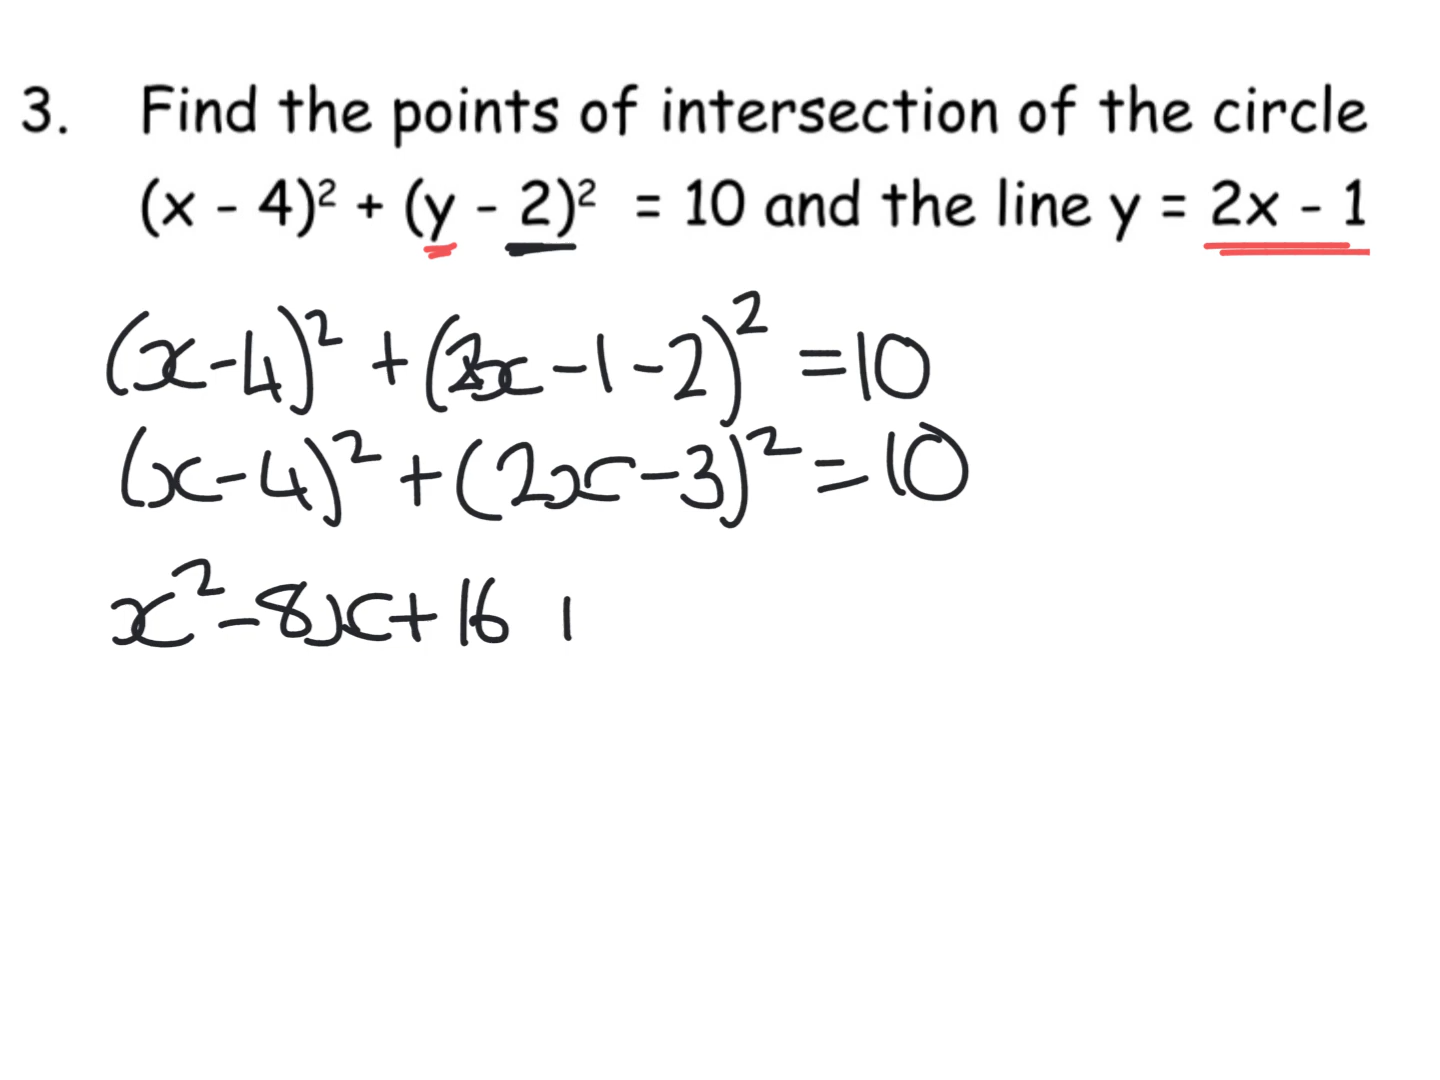 3. Find the points of intersection of the circle
(x - 4)² + (y - 2)² = 10 and the line y = 2x - 1
(x-4)² + (2x-1-2)² = 10
(x-4)² + (2x-3)² = 10
x² - 8x + 16